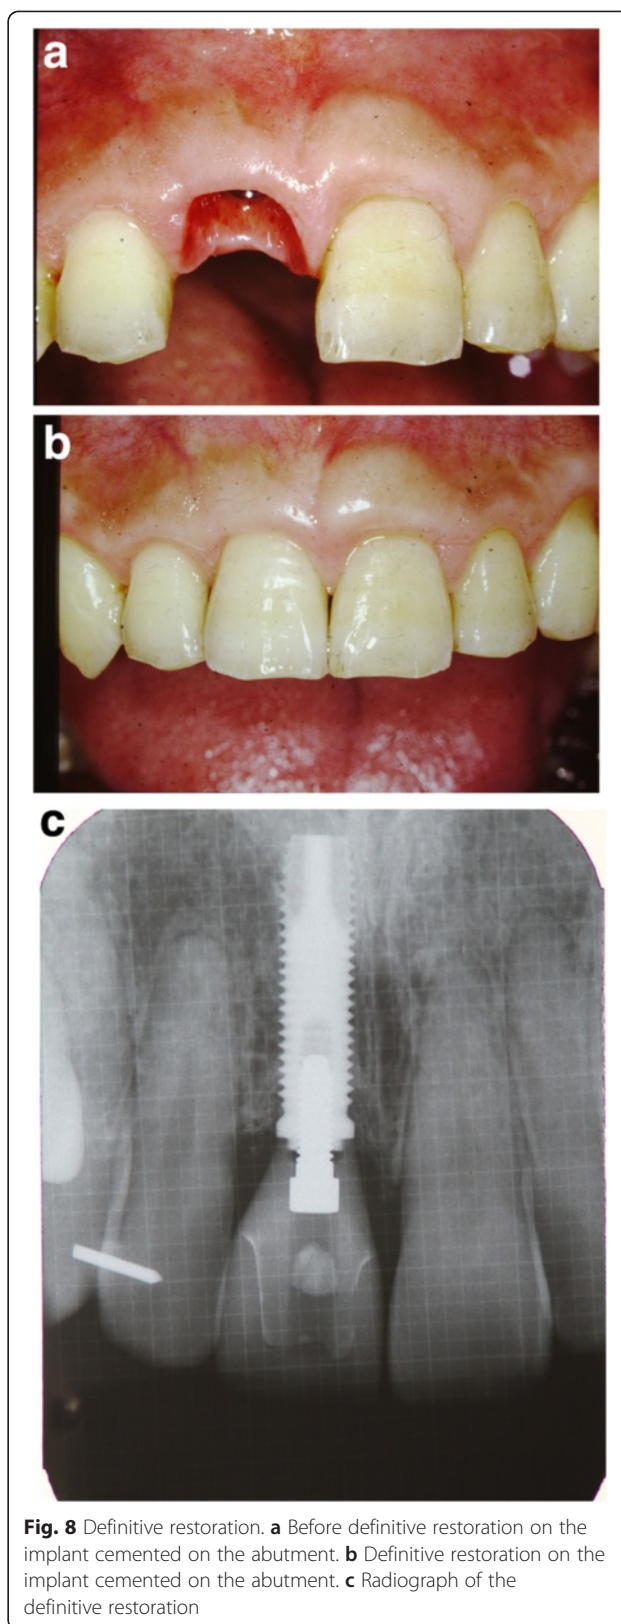 a
b
c
Fig. 8 Definitive restoration. a Before definitive restoration on the
implant cemented on the abutment. b Definitive restoration on the
implant cemented on the abutment. c Radiograph of the
definitive restoration